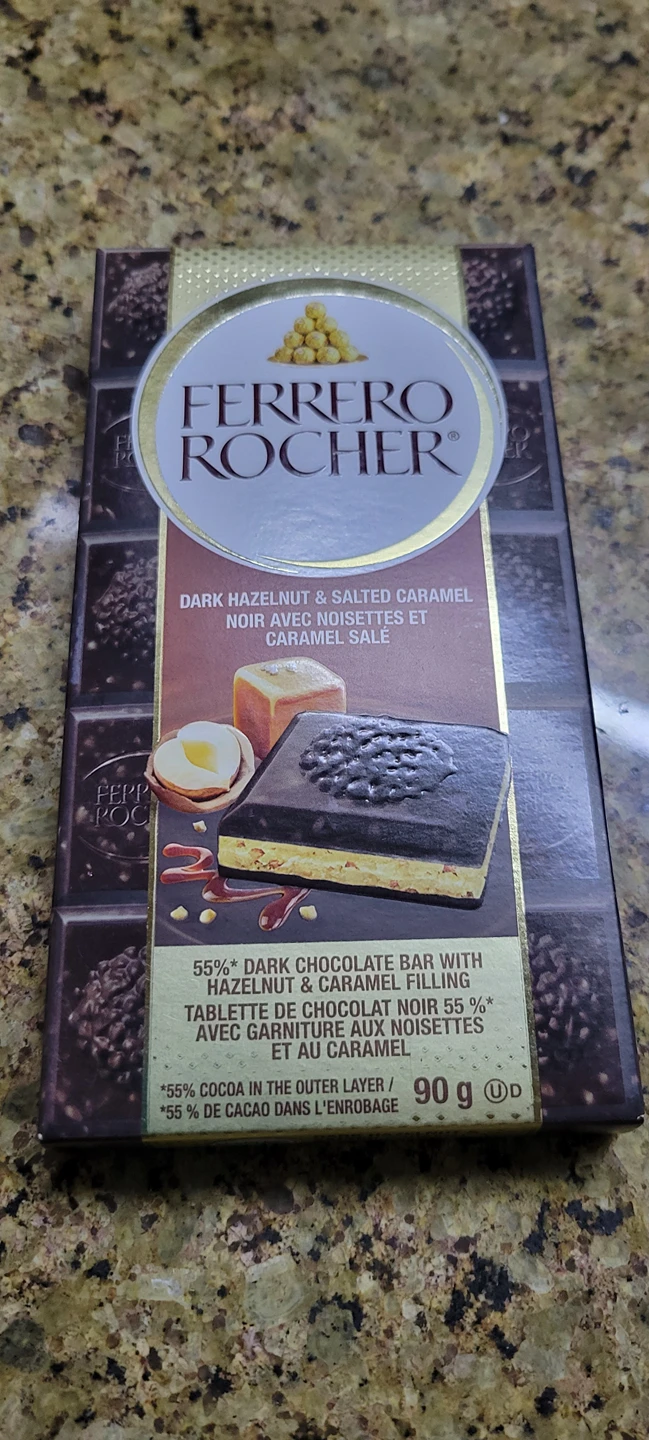 FERRERO
ROCHER®
DARK HAZELNUT & SALTED CARAMEL
NOIR AVEC NOISETTES ET
CARAMEL SALÉ
55%* DARK CHOCOLATE BAR WITH
HAZELNUT & CARAMEL FILLING
TABLETTE DE CHOCOLAT NOIR 55 %*
AVEC GARNITURE AUX NOISETTES
ET AU CARAMEL
*55% COCOA IN THE OUTER LAYER /
*55 % DE CACAO DANS L'ENROBAGE
90 g Ⓤ D